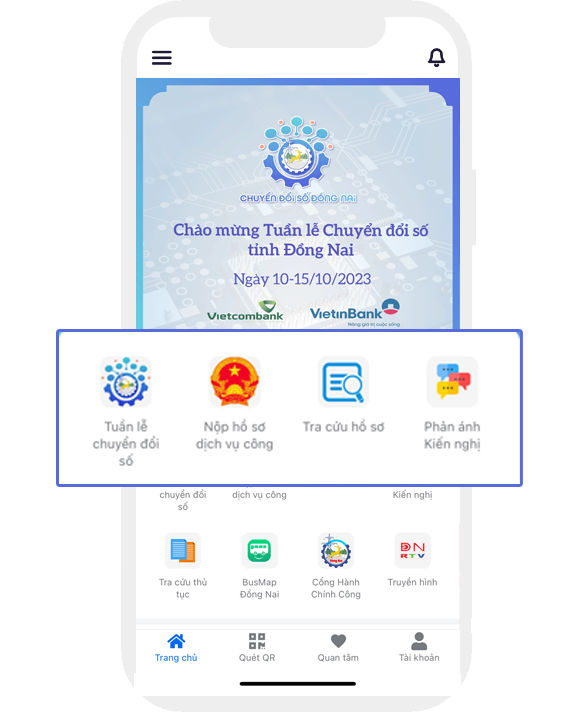 CHUYỂN ĐỔI SỐ ĐỒNG NAI
Chào mừng Tuần lễ Chuyển đổi số
tỉnh Đồng Nai
Ngày 10-15/10/2023
Vietcombank
VietinBank
Nâng giá trị cuộc sống
Tuần lễ
chuyển đổi
số
Nộp hồ sơ
dịch vụ công
Tra cứu hồ sơ
Phản ánh
Kiến nghị
chuyển đổi
số
dịch vụ công
Kiến nghị
Tra cứu thủ
tục
BusMap
Đồng Nai
Cổng Hành
Chính Công
ĐN
RTV
Truyền hình
Trang chủ
Quét QR
Quan tâm
Tài khoản